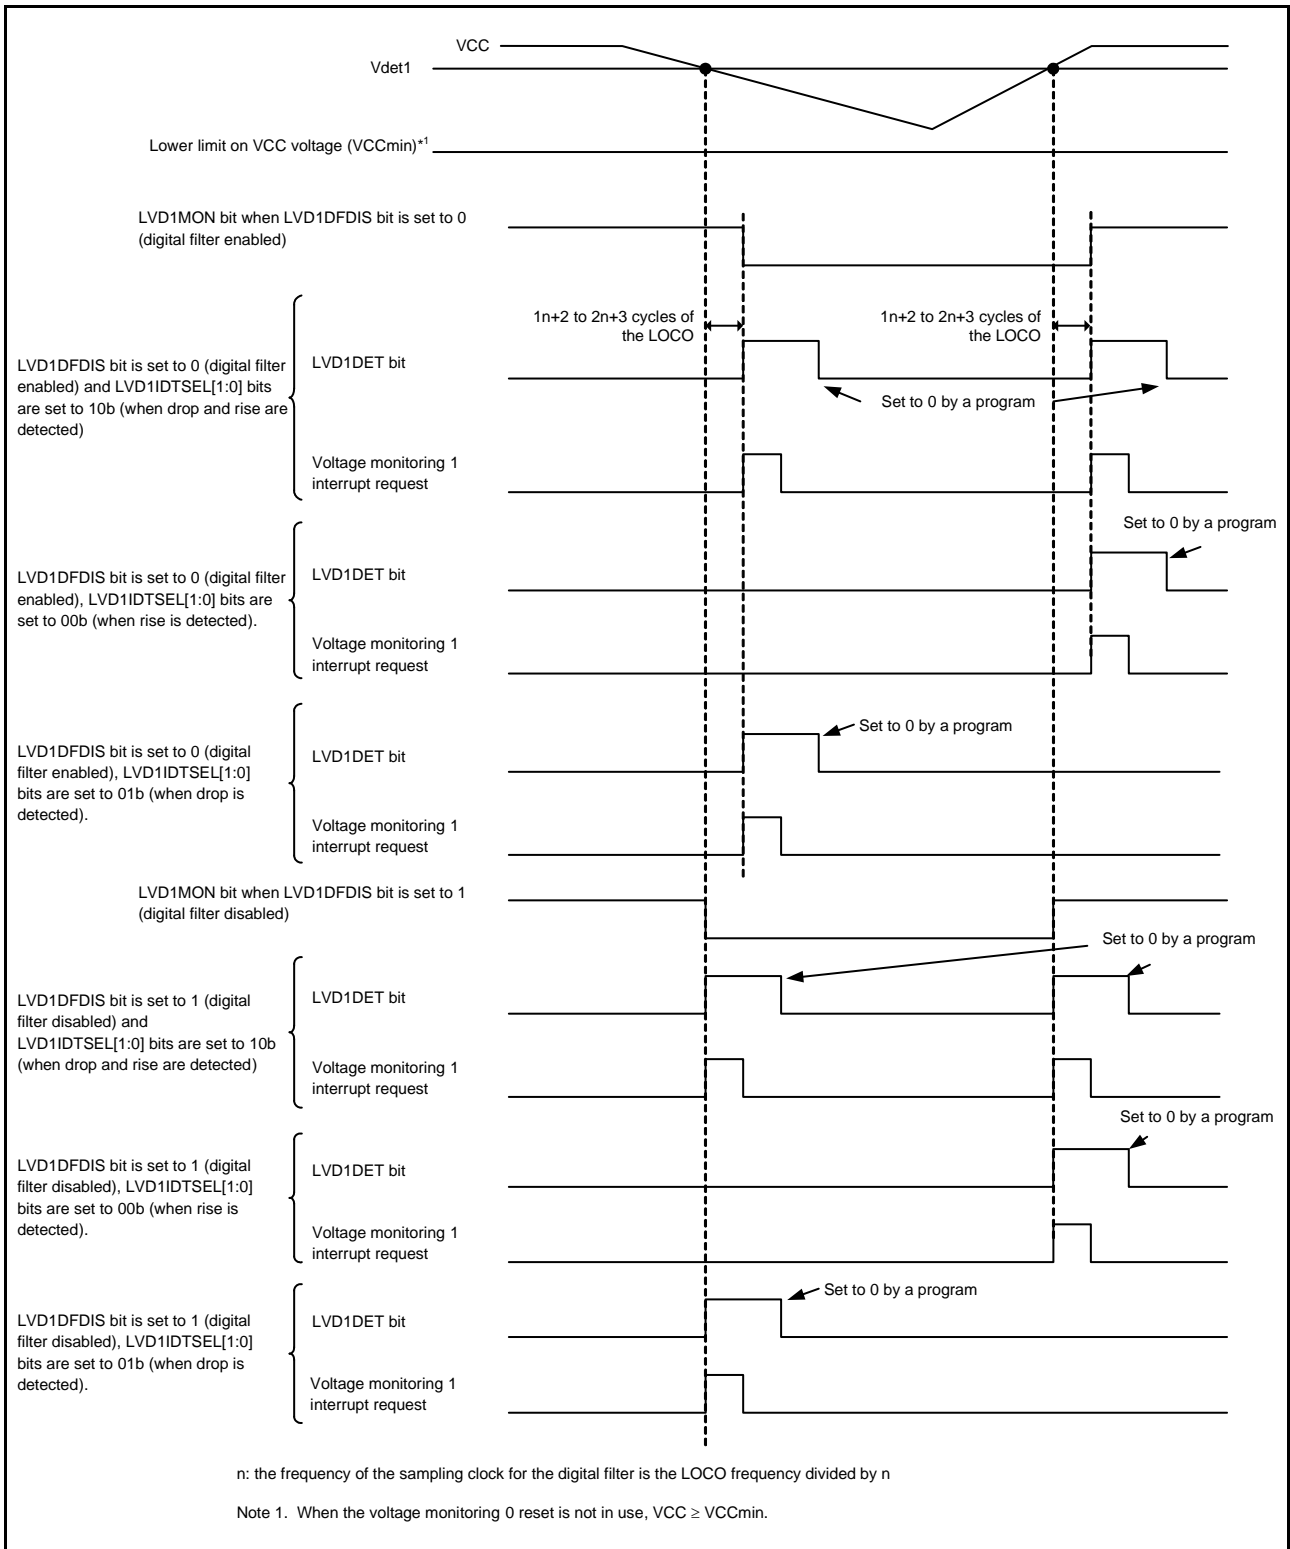 VCC
Vdet1
Lower limit on VCC voltage (VCCmin)*1
LVD1MON bit when LVD1DFDIS bit is set to 0
(digital filter enabled)
1n+2 to 2n+3 cycles of
the LOCO
1n+2 to 2n+3 cycles of
the LOCO
LVD1DFDIS bit is set to 0 (digital filter
enabled) and LVD1IDTSEL[1:0] bits
are set to 10b (when drop and rise are
detected)
LVD1DET bit
Set to 0 by a program
Voltage monitoring 1
interrupt request
Set to 0 by a program
LVD1DFDIS bit is set to 0 (digital filter
enabled), LVD1IDTSEL[1:0] bits are
set to 00b (when rise is detected).
LVD1DET bit
Voltage monitoring 1
interrupt request
Set to 0 by a program
LVD1DFDIS bit is set to 0 (digital
filter enabled), LVD1IDTSEL[1:0]
bits are set to 01b (when drop is
detected).
LVD1DET bit
Voltage monitoring 1
interrupt request
LVD1MON bit when LVD1DFDIS bit is set to 1
(digital filter disabled)
Set to 0 by a program
LVD1DFDIS bit is set to 1 (digital
filter disabled) and
LVD1IDTSEL[1:0] bits are set to 10b
(when drop and rise are detected)
LVD1DET bit
Voltage monitoring 1
interrupt request
Set to 0 by a program
LVD1DFDIS bit is set to 1 (digital
filter disabled), LVD1IDTSEL[1:0]
bits are set to 00b (when rise is
detected).
LVD1DET bit
Voltage monitoring 1
interrupt request
Set to 0 by a program
LVD1DFDIS bit is set to 1 (digital
filter disabled), LVD1IDTSEL[1:0]
bits are set to 01b (when drop is
detected).
LVD1DET bit
Voltage monitoring 1
interrupt request
n: the frequency of the sampling clock for the digital filter is the LOCO frequency divided by n
Note 1. When the voltage monitoring 0 reset is not in use, VCC ≥ VCCmin.